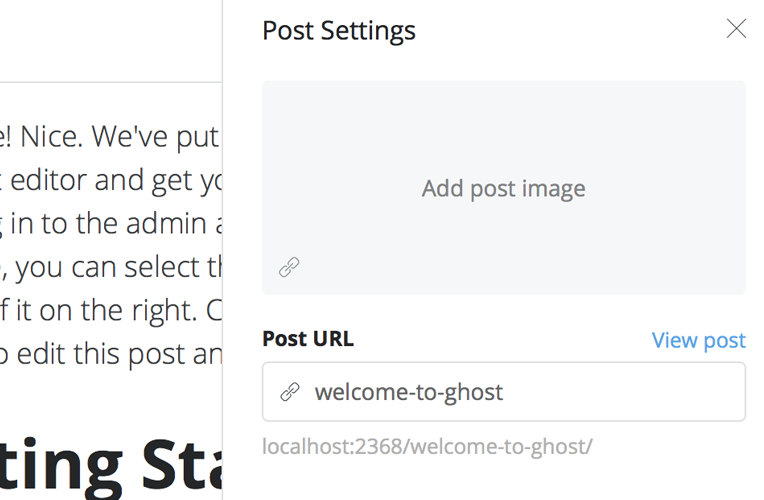 Post Settings
e! Nice. We've put
Add post image
editor and get yo
in to the admin
, you can select th
f it on the right. C
Post URL
View post
o edit this post an
welcome-to-ghost
localhost:2368/welcome-to-ghost/
ting Sta